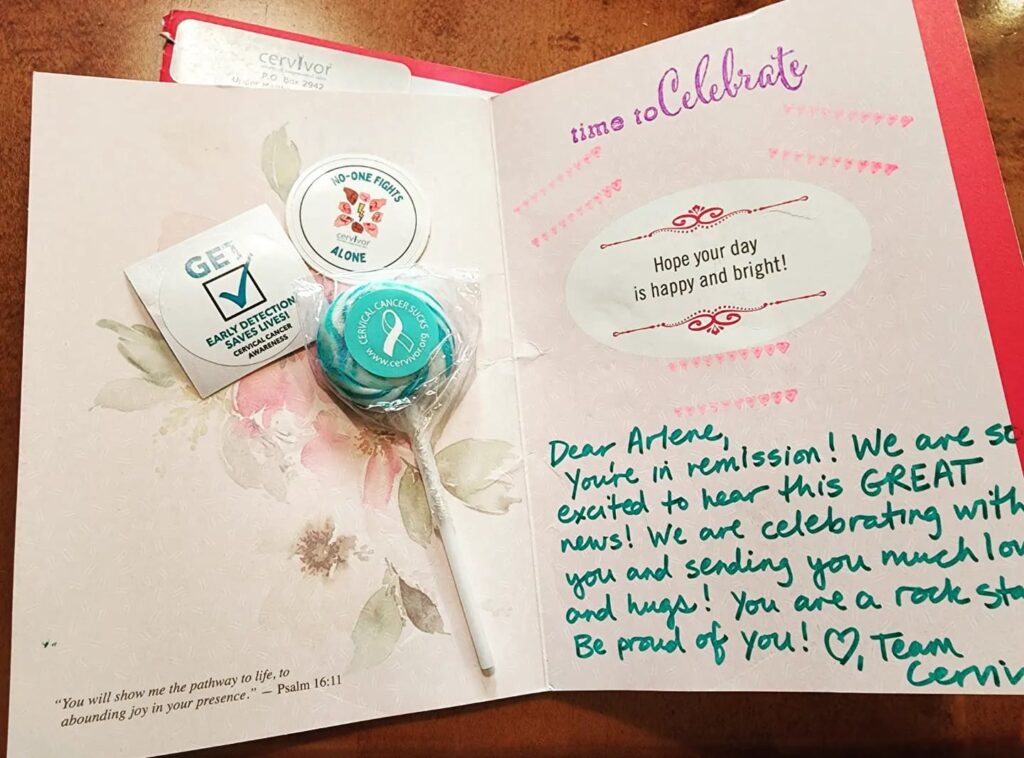 cervivor
P.O. Box 2942
NO-ONE FIGHTS
cervivor
ALONE
GET
EARLY DETECTION
SAVES LIVES!
CERVICAL CANCER
AWARENESS
CERVICAL CANCER SUCKS
www.cervivor.org
"You will show me the pathway to life, to
abounding joy in your presence." — Psalm 16:11
time to Celebrate
Hope your day
is happy and bright!
Dear Arlene,
You're in remission! We are so
excited to hear this GREAT
news! We are celebrating with
you and sending you much lov
and hugs! You are a rock sta
Be proud of you! ♡, Team
Cerviv